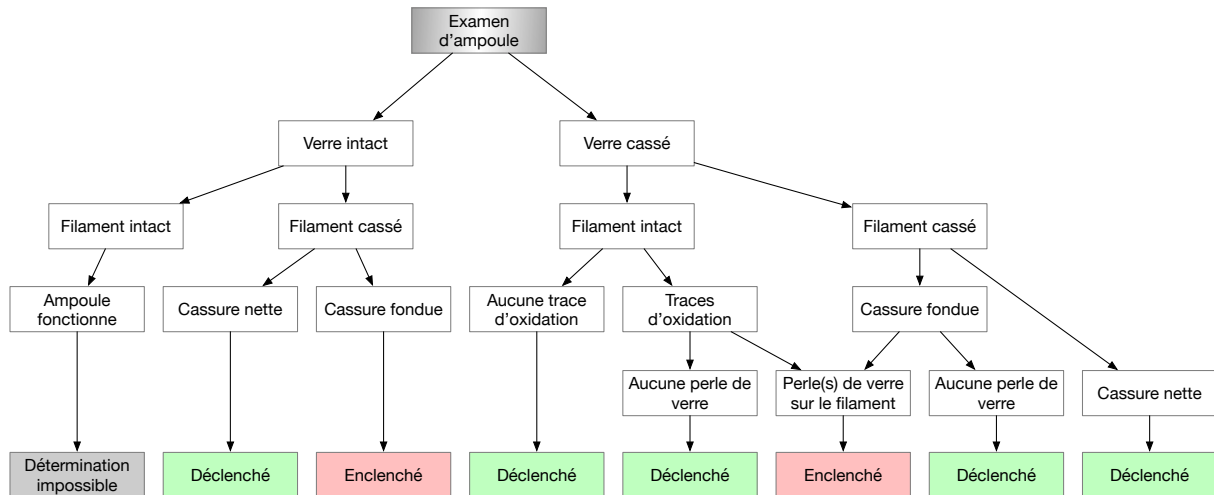 Examen
d'ampoule
Verre intact
Verre cassé
Filament intact
Filament cassé
Filament intact
Filament cassé
Ampoule
fonctionne
Cassure nette
Cassure fondue
Aucune trace
d'oxidation
Traces
d'oxidation
Cassure fondue
Aucune perle de
verre
Perle(s) de verre
sur le filament
Aucune perle de
verre
Cassure nette
Détermination
impossible
Déclenché
Enclenché
Déclenché
Déclenché
Enclenché
Déclenché
Déclenché